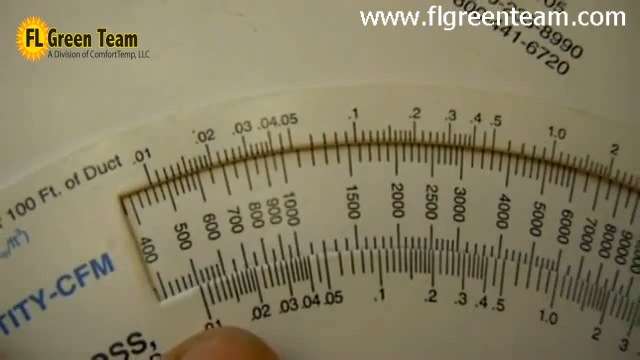 www.flgreenteam.com
FL Green Team
A Division of ComfortTemp, LLC
.05
8990
800-441-6720
.01 .02 .03 .04 .05 .1 .2 .3 .4 .5 1.0 2
100 Ft. of Duct
400 500 600 700 800 900 1000 1500 2000 2500 3000 4000 5000 6000 7000 8000 9000
TITY-CFM
.01 .02 .03 .04 .05 .1 .2 .3 .4 .5 1.0 2 3